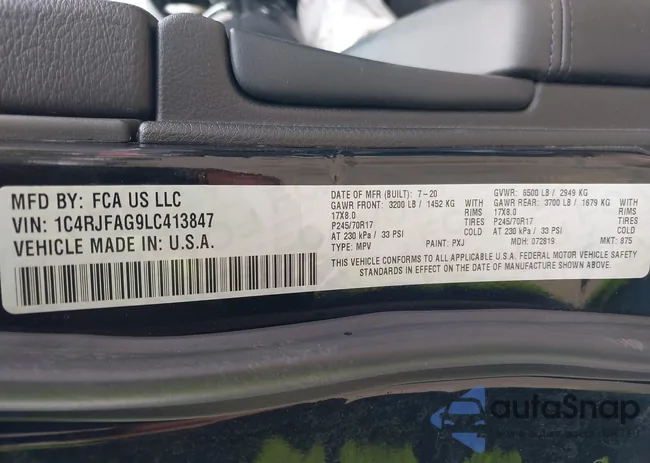 MFD BY: FCA US LLC
VIN: 1C4RJFAG9LC413847
VEHICLE MADE IN: U.S.A.
DATE OF MFR (BUILT): 7-20
GAWR FRONT: 3200 LB / 1452 KG WITH
17X8.0 RIMS
P245/70R17 TIRES
AT 230 kPa / 33 PSI COLD
TYPE: MPV PAINT: PXJ
GVWR: 6500 LB / 2949 KG
GAWR REAR: 3700 LB / 1679 KG WITH
17X8.0 RIMS
P245/70R17 TIRES
AT 230 kPa / 33 PSI COLD
MDH: 072819 MKT: 875
THIS VEHICLE CONFORMS TO ALL APPLICABLE U.S.A. FEDERAL MOTOR VEHICLE SAFETY
STANDARDS IN EFFECT ON THE DATE OF MANUFACTURE SHOWN ABOVE.
autoSnap